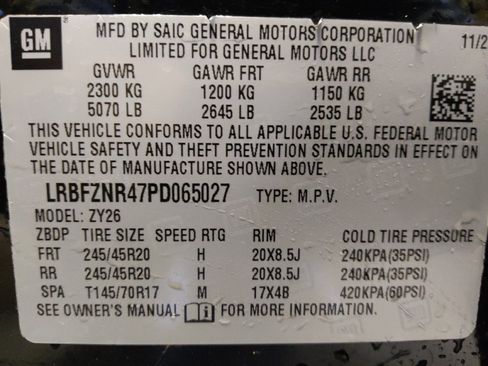 GM
MFD BY SAIC GENERAL MOTORS CORPORATION
LIMITED FOR GENERAL MOTORS LLC
11/2
GVWR GAWR FRT GAWR RR
2300 KG 1200 KG 1150 KG
5070 LB 2645 LB 2535 LB
THIS VEHICLE CONFORMS TO ALL APPLICABLE U.S. FEDERAL MOTOR
VEHICLE SAFETY AND THEFT PREVENTION STANDARDS IN EFFECT ON
THE DATE OF MANUFACTURE SHOWN ABOVE.
LRBFZNR47PD065027 TYPE: M.P.V.
MODEL: ZY26
ZBDP TIRE SIZE SPEED RTG RIM COLD TIRE PRESSURE
FRT 245/45R20 H 20X8.5J 240KPA(35PSI)
RR 245/45R20 H 20X8.5J 240KPA(35PSI)
SPA T145/70R17 M 17X4B 420KPA(60PSI)
SEE OWNER'S MANUAL FOR MORE INFORMATION.